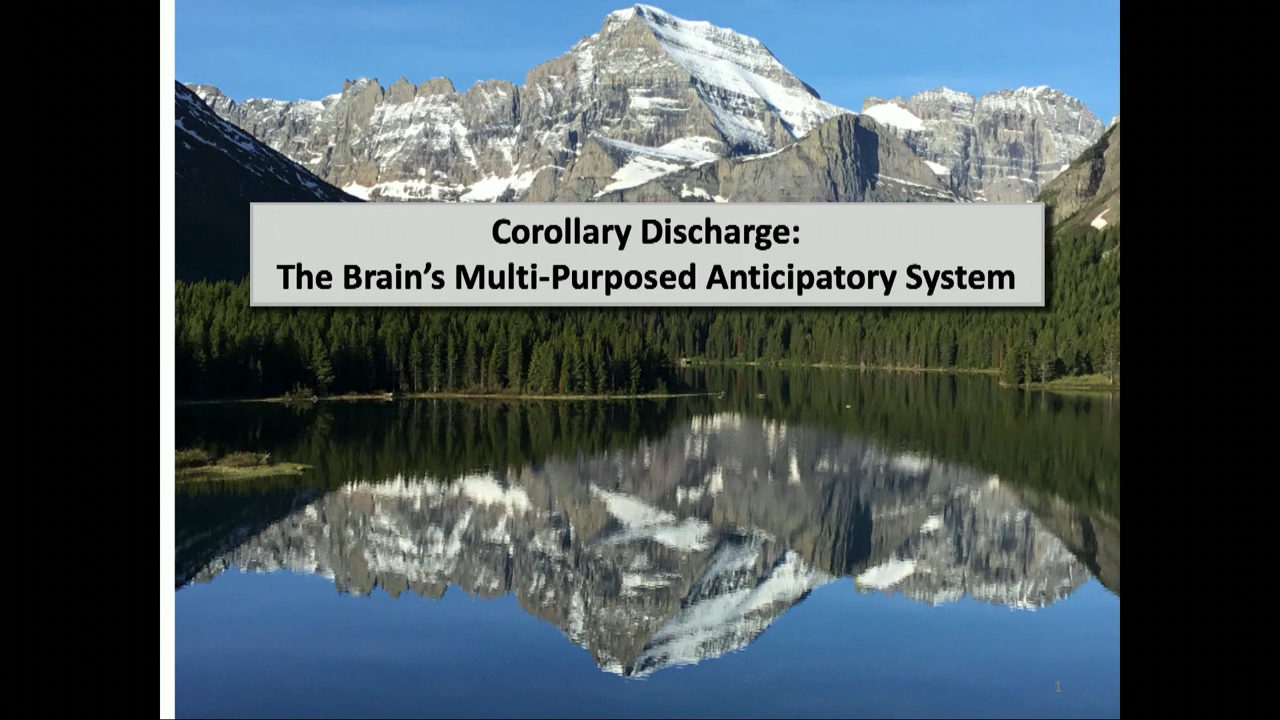 Corollary Discharge:
The Brain’s Multi-Purposed Anticipatory System
1